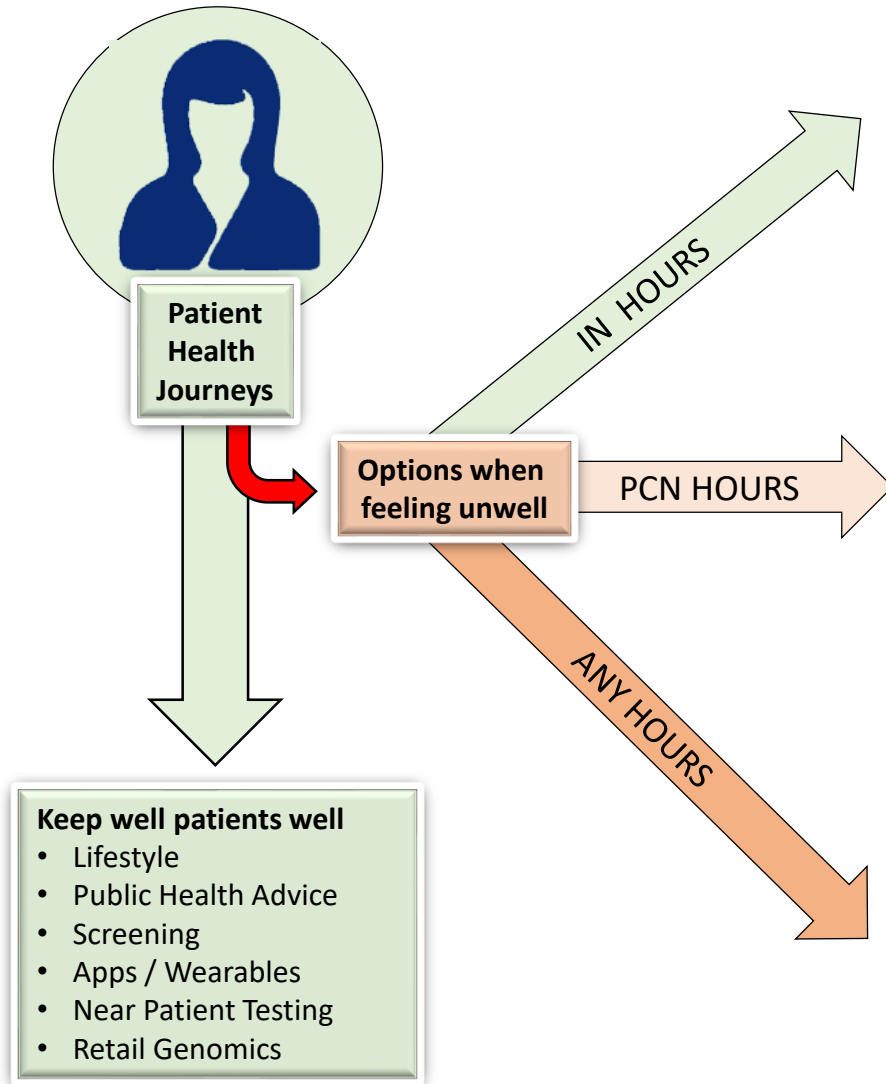 Patient
Health
Journeys
IN HOURS
Options when
feeling unwell
PCN HOURS
ANY HOURS
Keep well patients well
• Lifestyle
• Public Health Advice
• Screening
• Apps / Wearables
• Near Patient Testing
• Retail Genomics